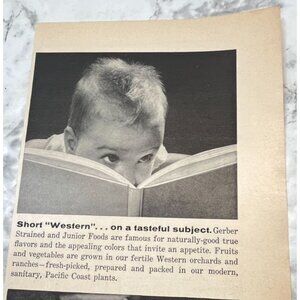 Short "Western"... on a tasteful subject. Gerber
Strained and Junior Foods are famous for naturally-good true
flavors and the appealing colors that invite an appetite. Fruits
and vegetables are grown in our fertile Western orchards and
ranches—fresh-picked, prepared and packed in our modern,
sanitary, Pacific Coast plants.